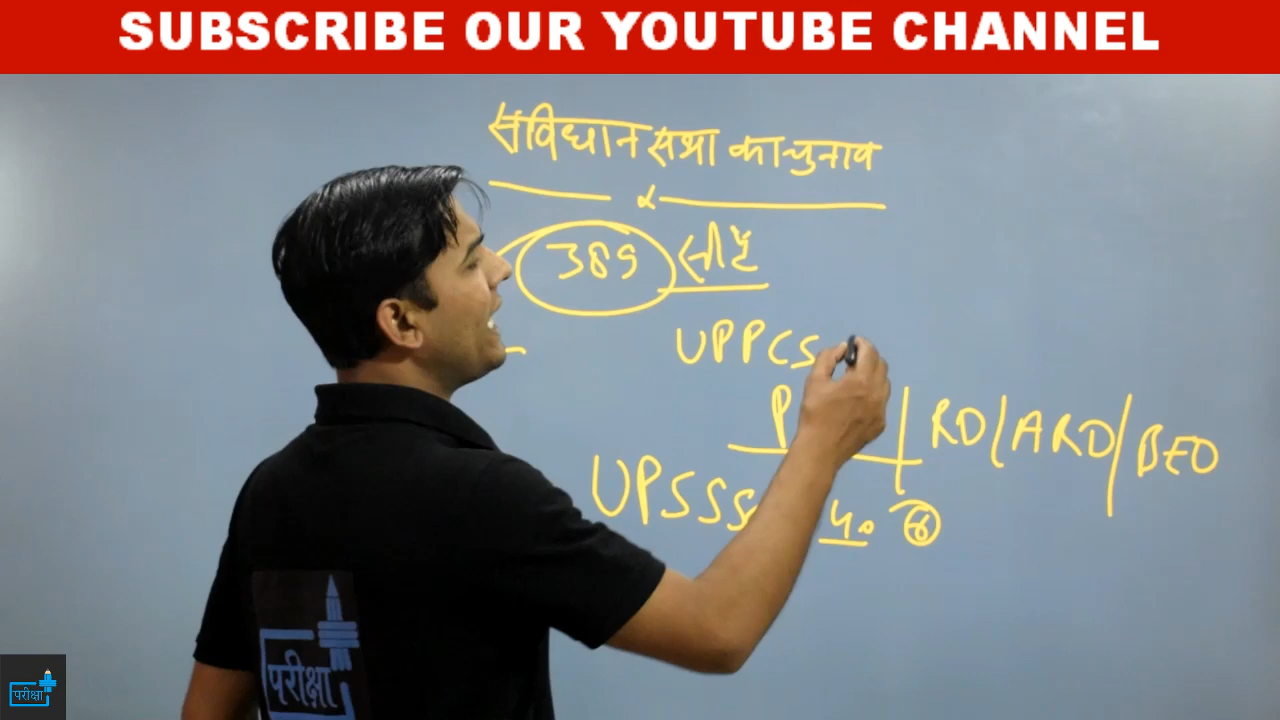 SUBSCRIBE OUR YOUTUBE CHANNEL
संविधान सभा का चुनाव
389 सीटें
UPPCS
P
RO/ARO/BEO
UPSSS
परीक्षा
परीक्षा